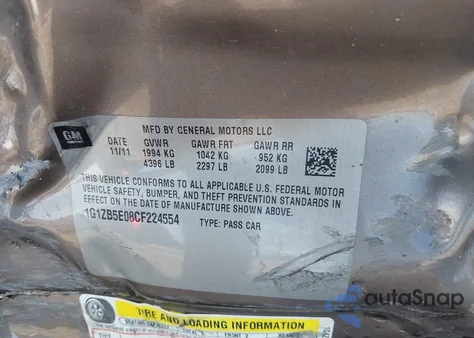 GM
MFD BY GENERAL MOTORS LLC
DATE GVWR GAWR FRT GAWR RR
11/11 1994 KG 1042 KG 952 KG
4396 LB 2297 LB 2099 LB
THIS VEHICLE CONFORMS TO ALL APPLICABLE U.S. FEDERAL MOTOR
VEHICLE SAFETY, BUMPER, AND THEFT PREVENTION STANDARDS IN
EFFECT ON THE DATE OF MANUFACTURE SHOWN ABOVE.
1G1ZB5E08CF224554 TYPE: PASS CAR
TIRE AND LOADING INFORMATION
SEATING CAPACITY
autaSnap